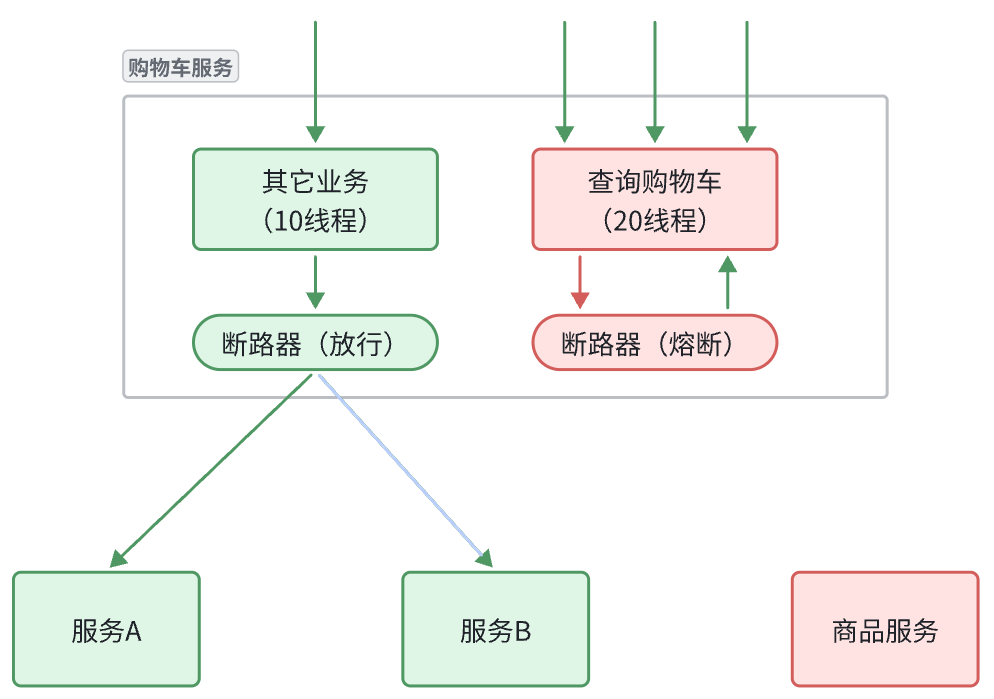 购物车服务
其它业务
（10线程）
查询购物车
（20线程）
断路器（放行）
断路器（熔断）
服务A
服务B
商品服务